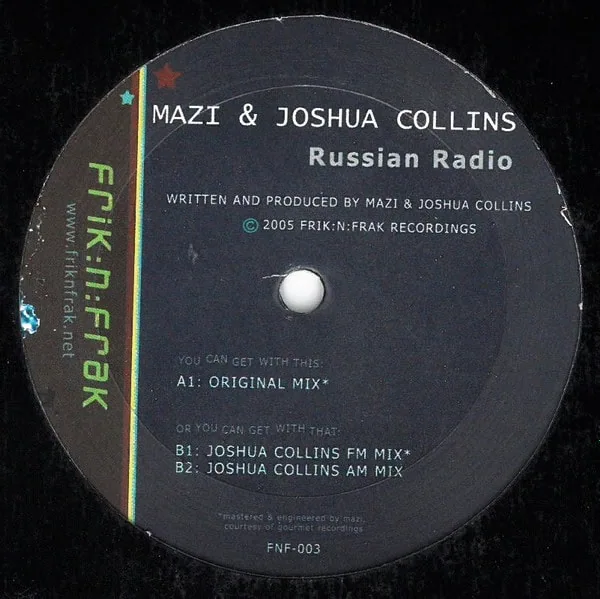 MAZI & JOSHUA COLLINS
Russian Radio
WRITTEN AND PRODUCED BY MAZI & JOSHUA COLLINS
© 2005 FRIK:N:FRAK RECORDINGS
frik:n:frak
www.friknfrak.net
YOU CAN GET WITH THIS:
A1: ORIGINAL MIX*
OR YOU CAN GET WITH THAT:
B1: JOSHUA COLLINS FM MIX*
B2: JOSHUA COLLINS AM MIX
*mastered & engineered by mazi,
courtesy of gourmet recordings
FNF-003